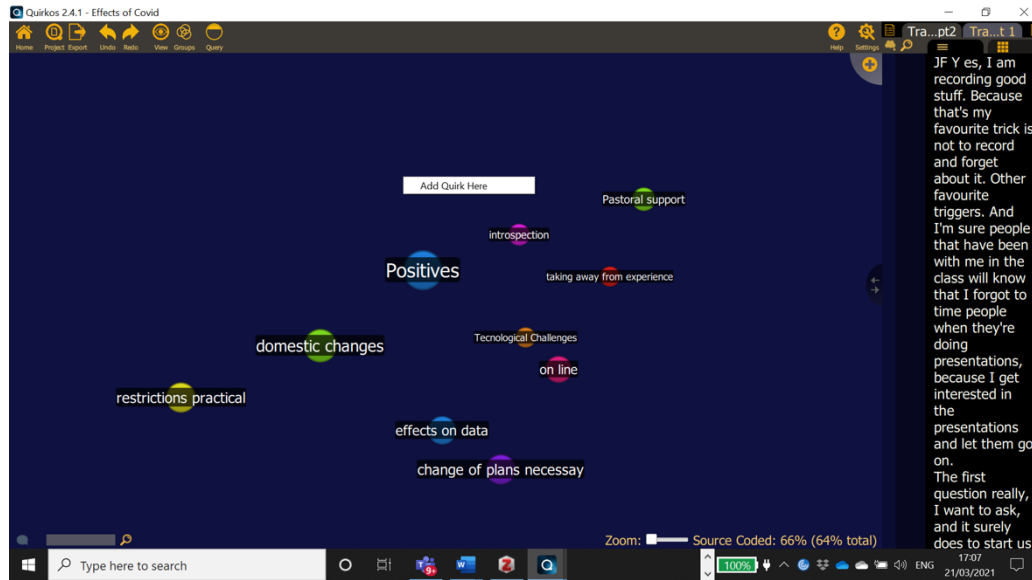 Quirkos 2.4.1 - Effects of Covid
Home Project Export Undo Redo View Groups Query Help Settings
Tra...pt2 Tra...t 1
Add Quirk Here
Pastoral support
introspection
Positives
taking away from experience
Tecnological Challenges
domestic changes
on line
restrictions practical
effects on data
change of plans necessay
JF Y es, I am
recording good
stuff. Because
that's my
favourite trick is
not to record
and forget
about it. Other
favourite
triggers. And
I'm sure people
that have been
with me in the
class will know
that I forgot to
time people
when they're
doing
presentations,
because I get
interested in
the
presentations
and let them go
on.
The first
question really,
I want to ask,
and it surely
does to start us
Zoom: Source Coded: 66% (64% total)
Type here to search
9+
100%
ENG
17:07
21/03/2021